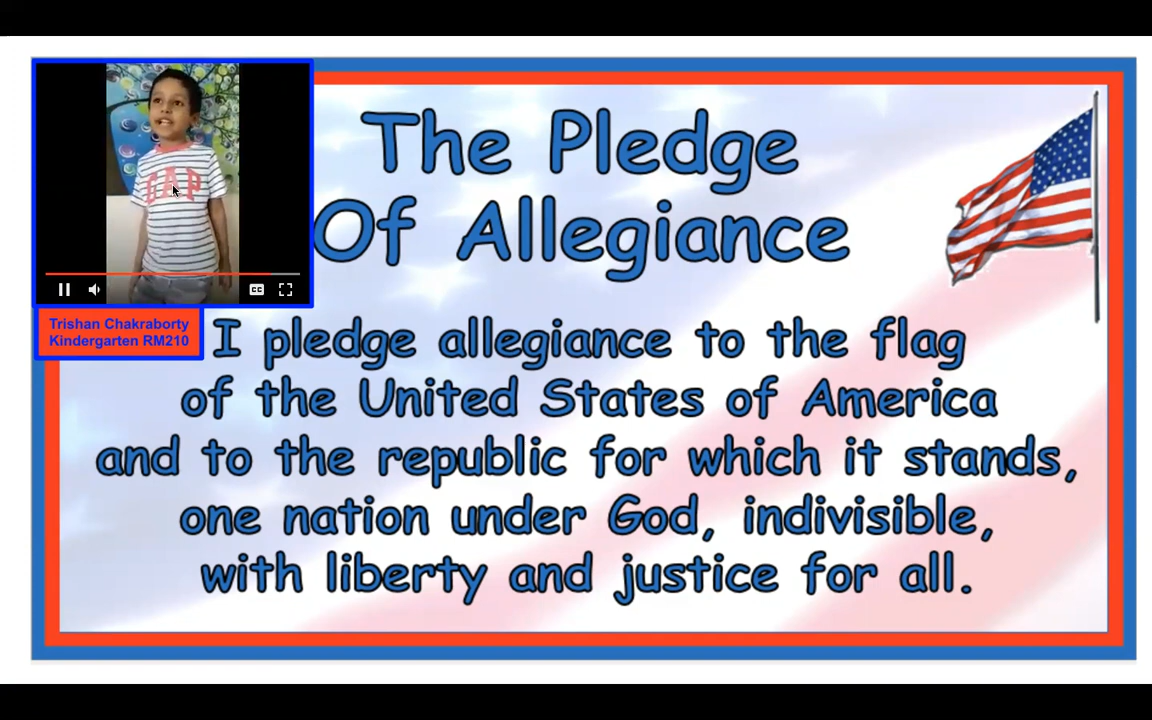 The Pledge
Of Allegiance
GAP
CC
Trishan Chakraborty
Kindergarten RM210
I pledge allegiance to the flag
of the United States of America
and to the republic for which it stands,
one nation under God, indivisible,
with liberty and justice for all.